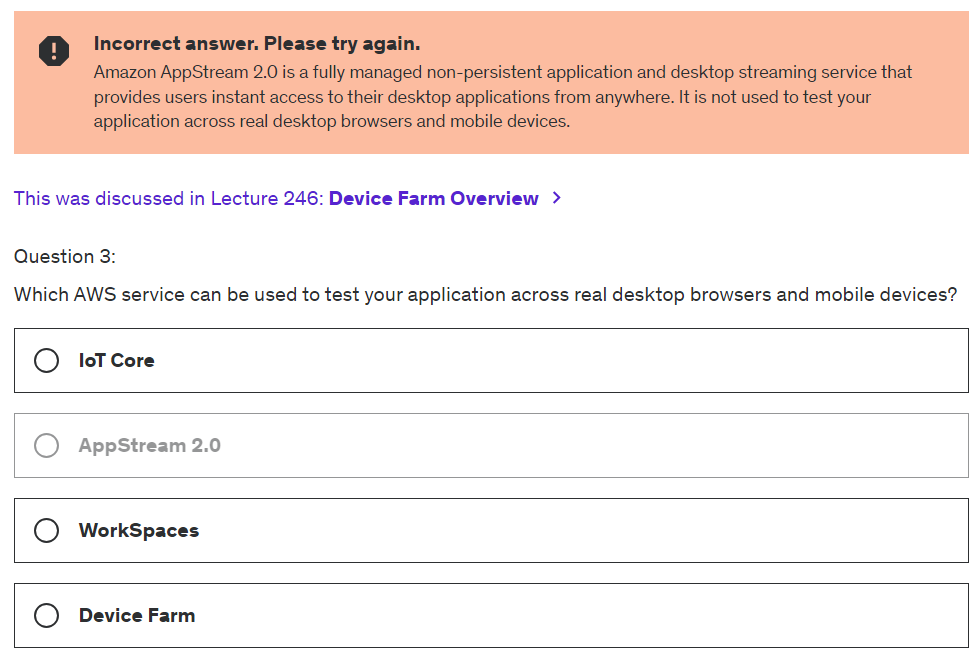 Incorrect answer. Please try again.
Amazon AppStream 2.0 is a fully managed non-persistent application and desktop streaming service that
provides users instant access to their desktop applications from anywhere. It is not used to test your
application across real desktop browsers and mobile devices.
This was discussed in Lecture 246: Device Farm Overview >
Question 3:
Which AWS service can be used to test your application across real desktop browsers and mobile devices?
IoT Core
AppStream 2.0
WorkSpaces
Device Farm